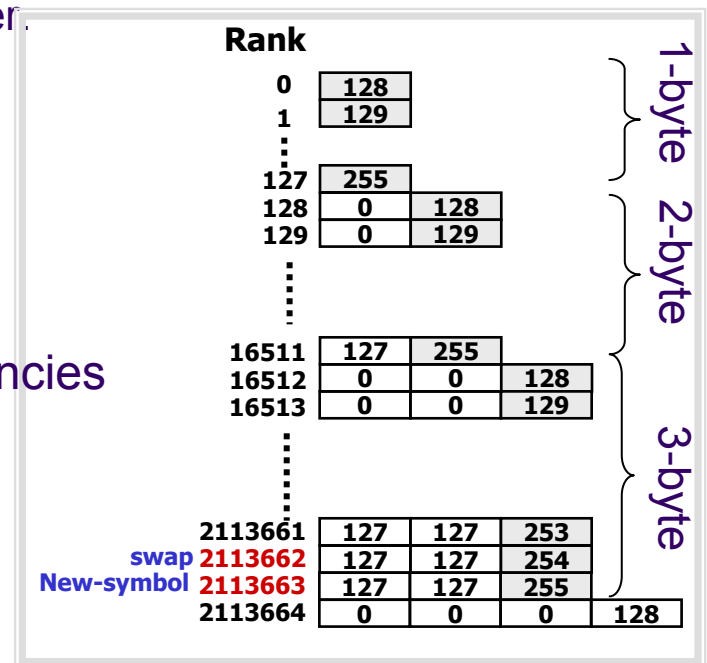 er.
Rank
0 128
1 129
127 255
128 0 128
129 0 129
16511 127 255
16512 0 0 128
16513 0 0 129
2113661 127 127 253
swap 2113662 127 127 254
New-symbol 2113663 127 127 255
2113664 0 0 0 128
1-byte
2-byte
3-byte
ncies